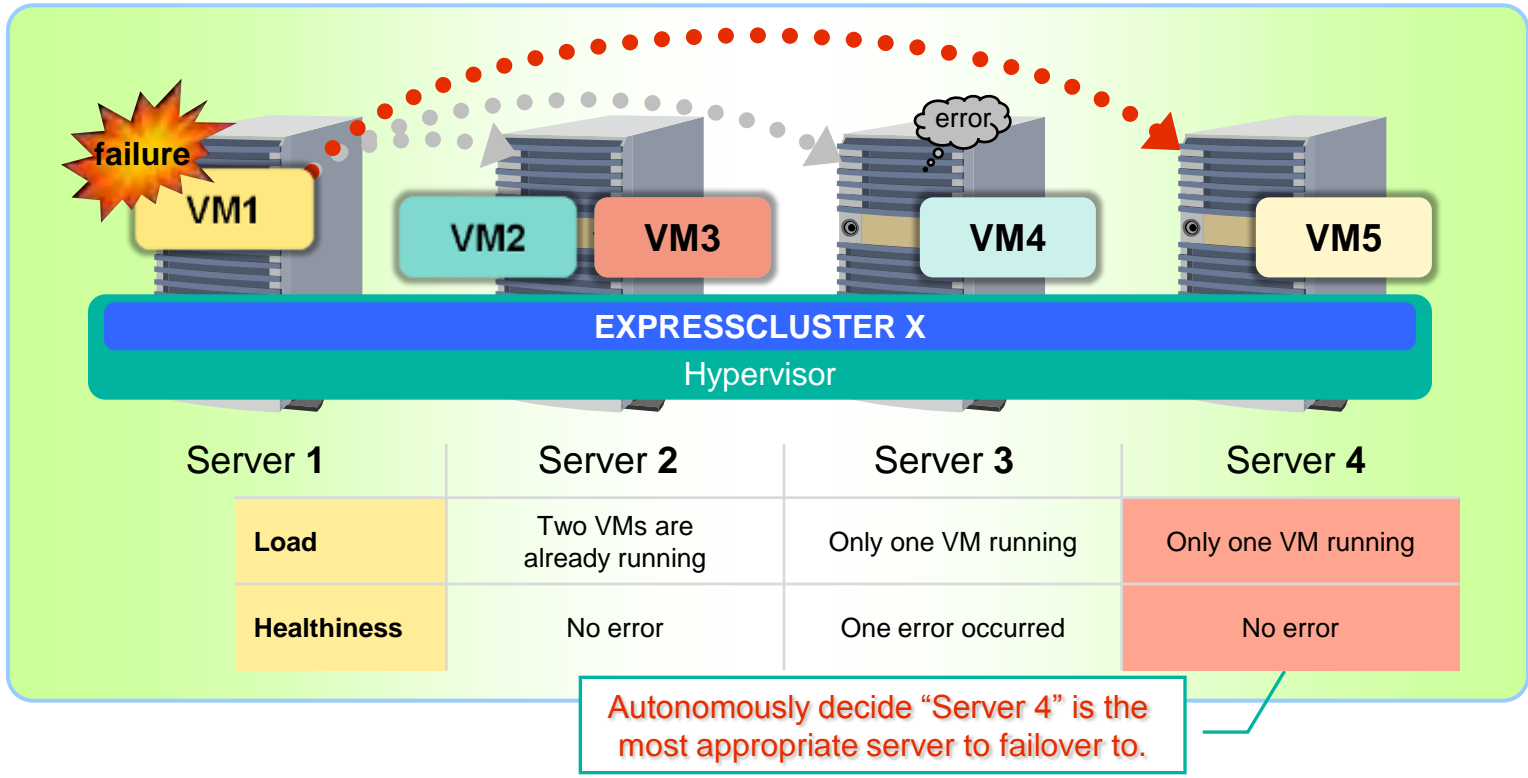 error
failure
VM1
VM2
VM3
VM4
VM5
EXPRESSCLUSTER X
Hypervisor
Server 1
Server 2
Server 3
Server 4
Load
Two VMs are
already running
Only one VM running
Only one VM running
Healthiness
No error
One error occurred
No error
Autonomously decide “Server 4” is the
most appropriate server to failover to.